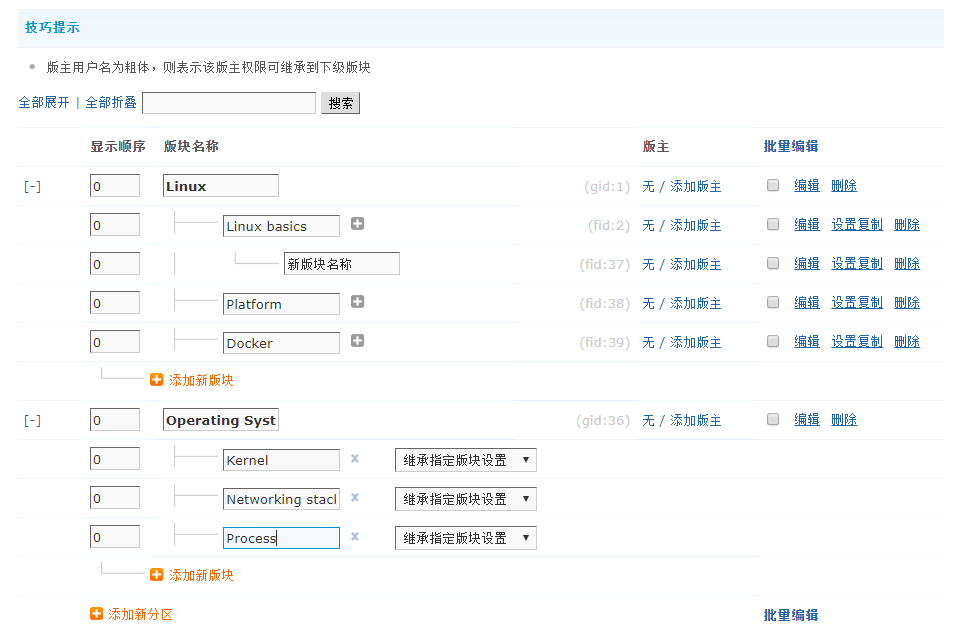 技巧提示
版主用户名为粗体，则表示该版主权限可继承到下级版块
全部展开 | 全部折叠 搜索
显示顺序 版块名称 版主 批量编辑
[-] 0 Linux (gid:1) 无 / 添加版主 编辑 删除
0 Linux basics (fid:2) 无 / 添加版主 编辑 设置复制 删除
0 新版块名称 (fid:37) 无 / 添加版主 编辑 设置复制 删除
0 Platform (fid:38) 无 / 添加版主 编辑 设置复制 删除
0 Docker (fid:39) 无 / 添加版主 编辑 设置复制 删除
添加新版块
[-] 0 Operating Syst (gid:36) 无 / 添加版主 编辑 删除
0 Kernel x 继承指定版块设置
0 Networking stacl x 继承指定版块设置
0 Process x 继承指定版块设置
添加新版块
添加新分区 批量编辑